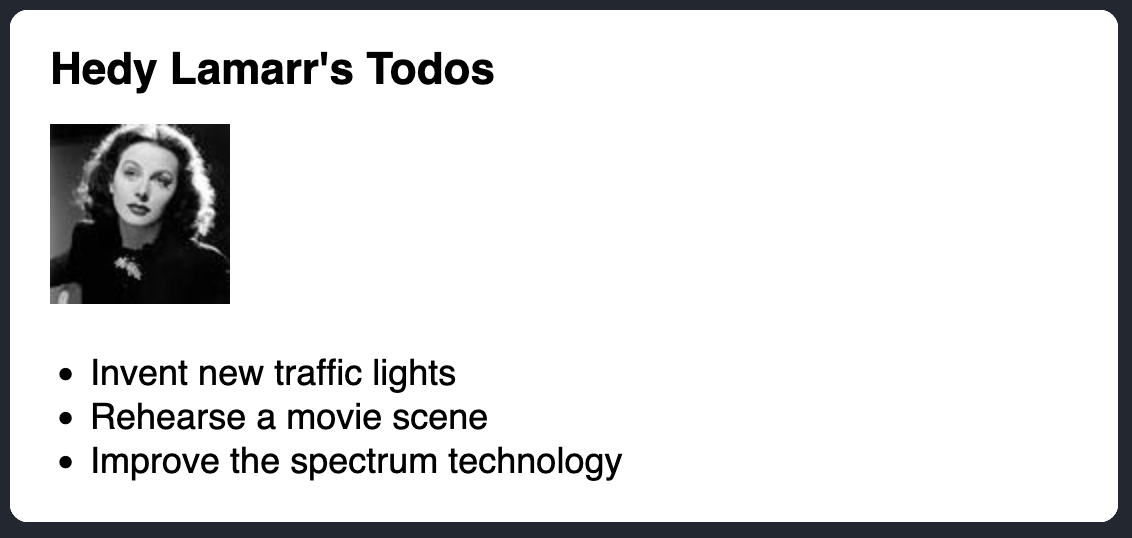 Hedy Lamarr's Todos
Invent new traffic lights
Rehearse a movie scene
Improve the spectrum technology